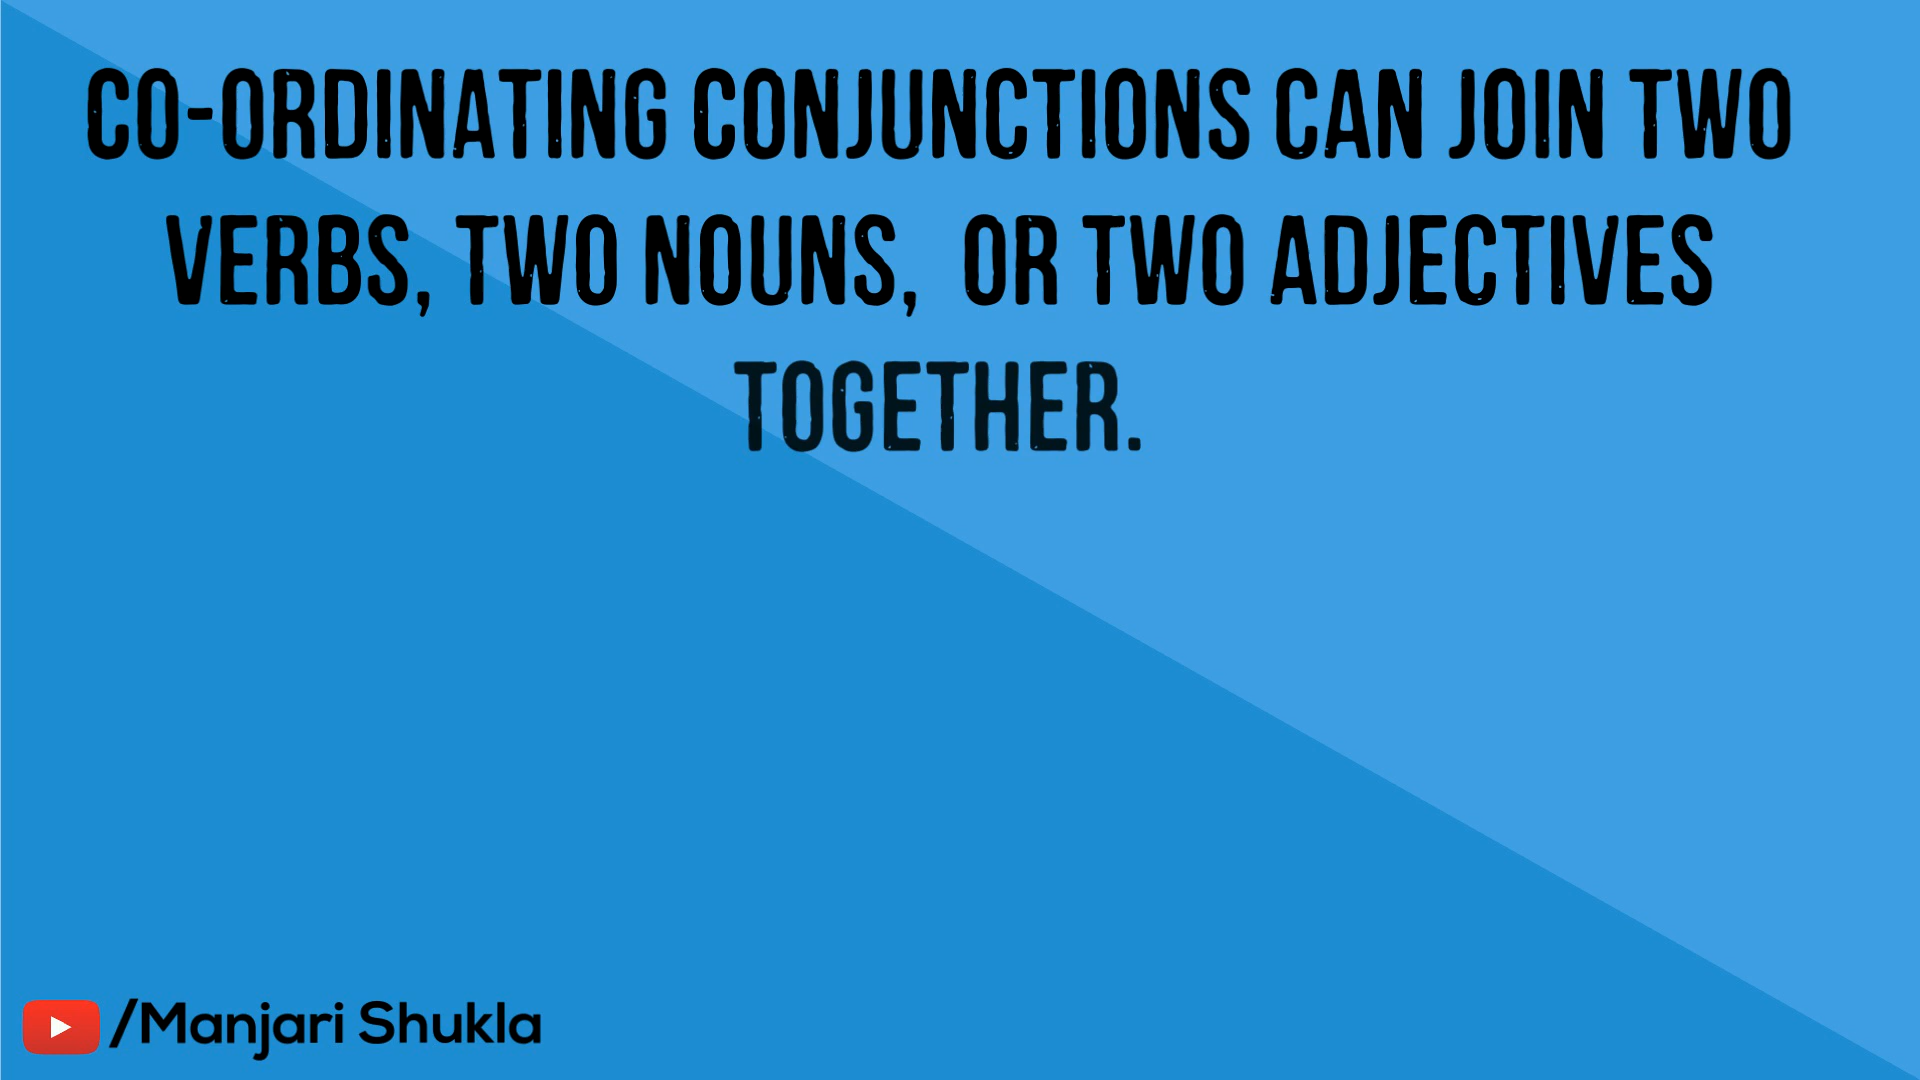 CO-ORDINATING CONJUNCTIONS CAN JOIN TWO
VERBS, TWO NOUNS, OR TWO ADJECTIVES
TOGETHER.
/Manjari Shukla